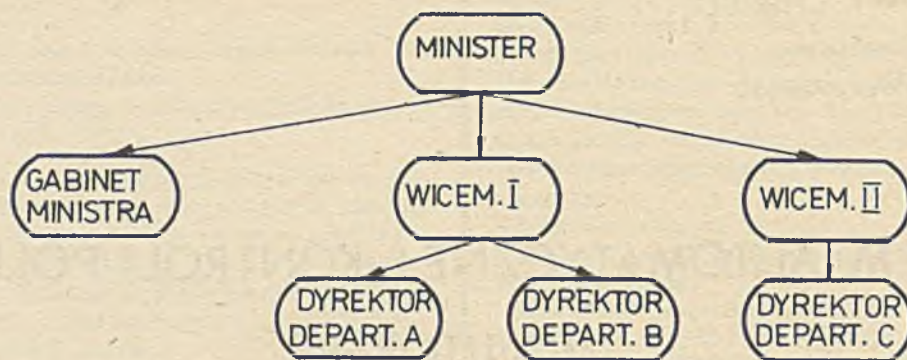 MINISTER
GABINET
MINISTRA
WICEM. I
WICEM. II
DYREKTOR
DEPART. A
DYREKTOR
DEPART. B
DYREKTOR
DEPART. C